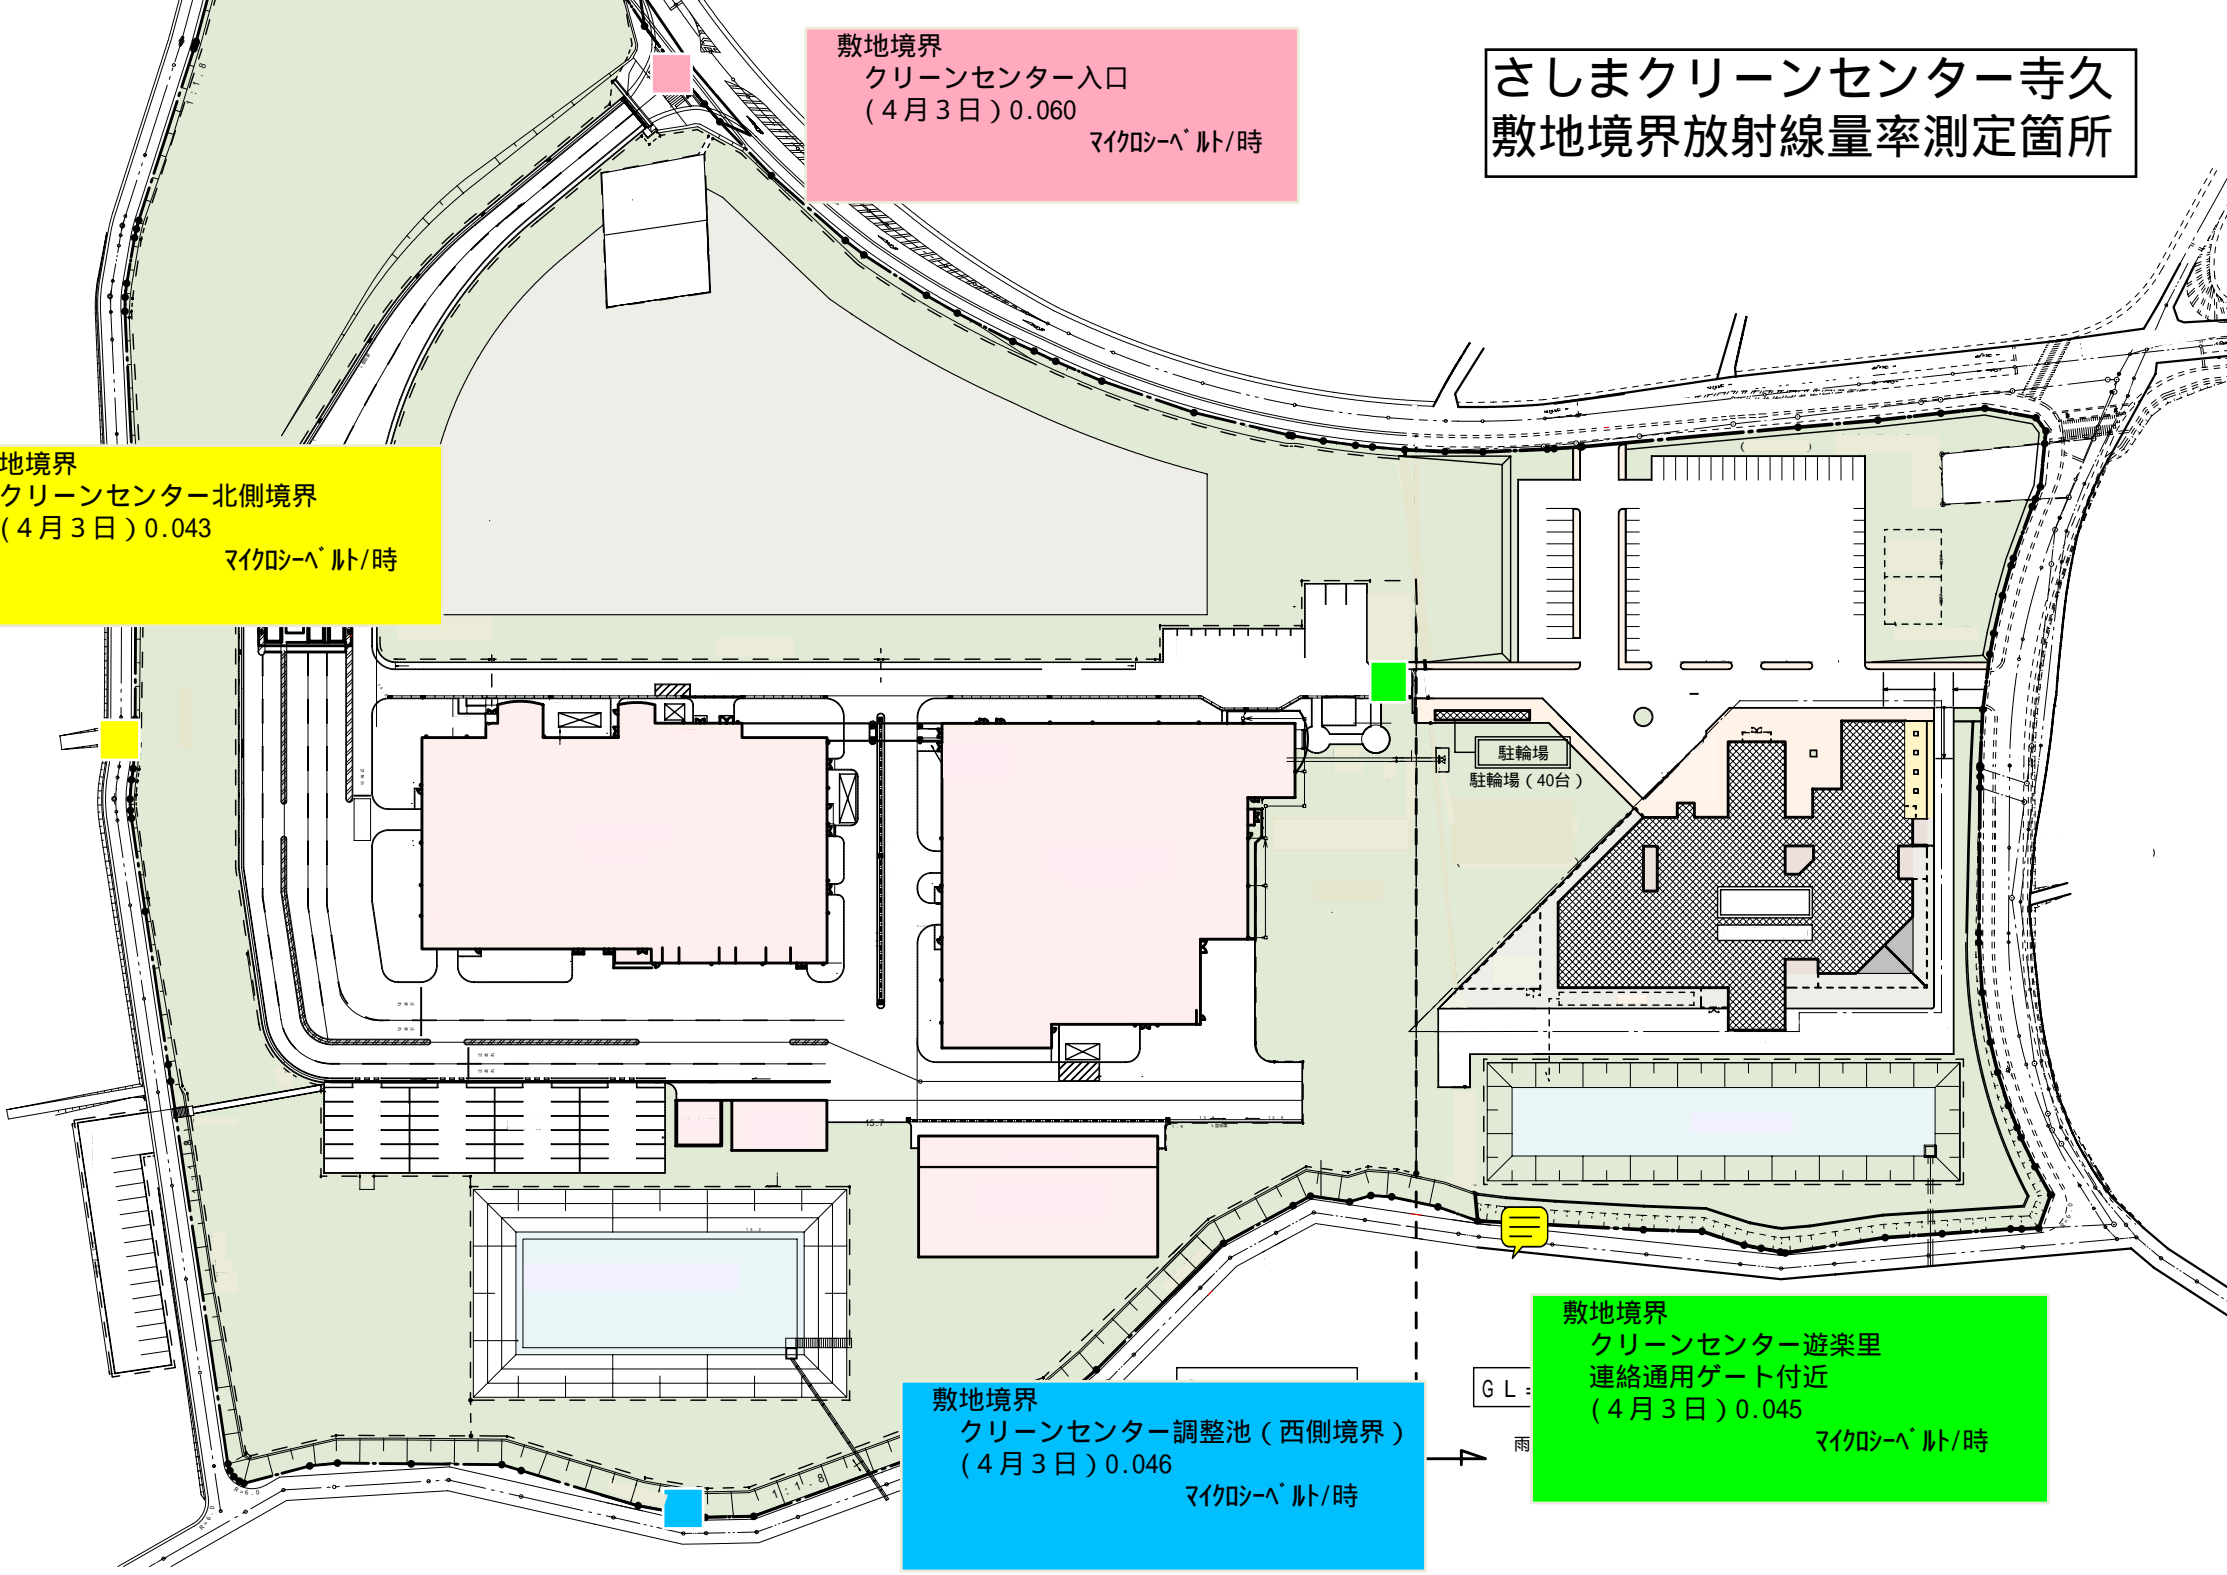 敷地境界
クリーンセンター入口
(４月３日)0.060
ﾏｲｸﾛｼｰﾍﾞﾙﾄ/時
さしまクリーンセンター寺久
敷地境界放射線量率測定箇所
地境界
クリーンセンター北側境界
(４月３日)0.043
ﾏｲｸﾛｼｰﾍﾞﾙﾄ/時
駐輪場
駐輪場（40台）
15.7
敷地境界
クリーンセンター遊楽里
連絡通用ゲート付近
(４月３日)0.045
ﾏｲｸﾛｼｰﾍﾞﾙﾄ/時
ＧＬ=
雨
敷地境界
クリーンセンター調整池（西側境界）
(４月３日)0.046
ﾏｲｸﾛｼｰﾍﾞﾙﾄ/時
1:1.8
R=6.0
R=6.0